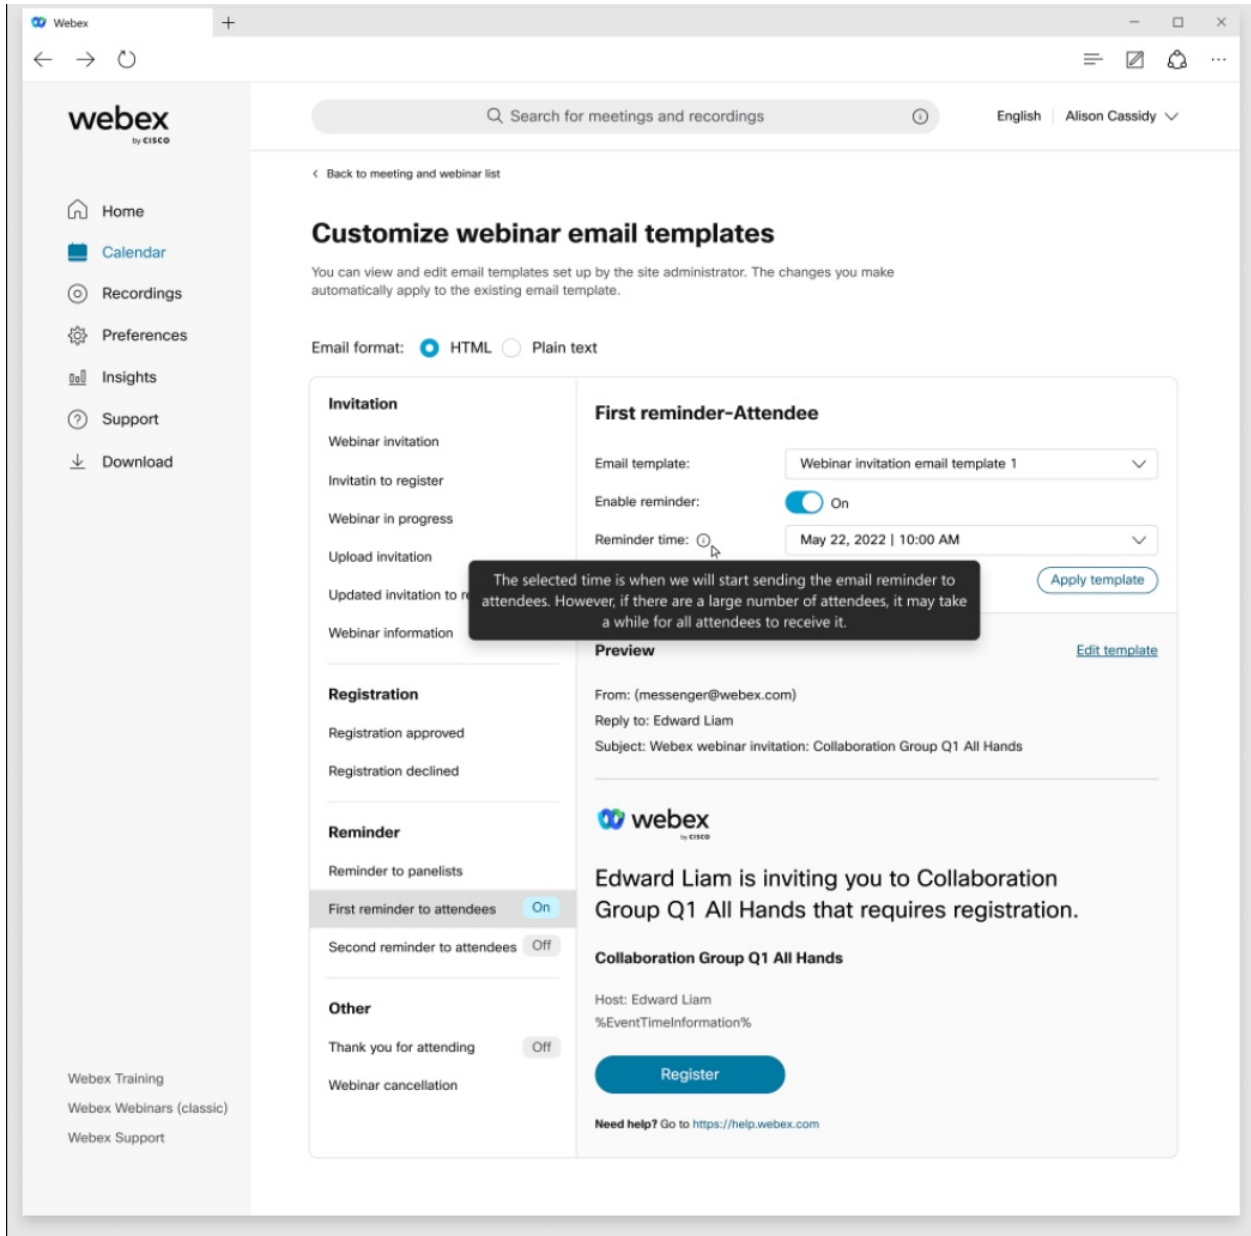 Webex
webex
by CISCO
Search for meetings and recordings
English
Alison Cassidy
Back to meeting and webinar list
Home
Calendar
Recordings
Preferences
Insights
Support
Download
Webex Training
Webex Webinars (classic)
Webex Support
Customize webinar email templates
You can view and edit email templates set up by the site administrator. The changes you make
automatically apply to the existing email template.
Email format: HTML Plain text
Invitation
Webinar invitation
Invitatin to register
Webinar in progress
Upload invitation
Updated invitation to
Webinar information
Registration
Registration approved
Registration declined
Reminder
Reminder to panelists
First reminder to attendees On
Second reminder to attendees Off
Other
Thank you for attending Off
Webinar cancellation
First reminder-Attendee
Email template: Webinar invitation email template 1
Enable reminder: On
Reminder time: May 22, 2022 | 10:00 AM
The selected time is when we will start sending the email reminder to
attendees. However, if there are a large number of attendees, it may take
a while for all attendees to receive it.
Apply template
Preview
Edit template
From: (messenger@webex.com)
Reply to: Edward Liam
Subject: Webex webinar invitation: Collaboration Group Q1 All Hands
webex
by CISCO
Edward Liam is inviting you to Collaboration
Group Q1 All Hands that requires registration.
Collaboration Group Q1 All Hands
Host: Edward Liam
%EventTimeInformation%
Register
Need help? Go to https://help.webex.com